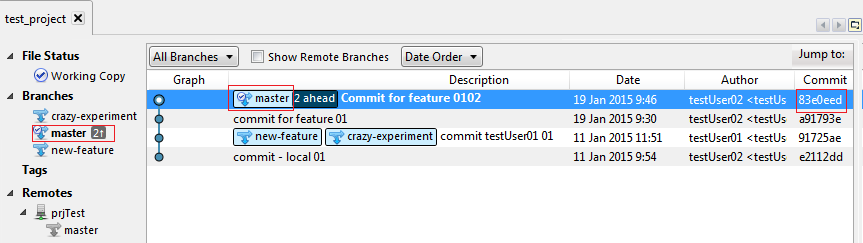 test_project
File Status
Working Copy
Branches
crazy-experiment
master 2↑
new-feature
Tags
Remotes
prjTest
master
All Branches Show Remote Branches Date Order Jump to:
Graph Description Date Author Commit
master 2 ahead Commit for feature 0102 19 Jan 2015 9:46 testUser02 <testUs 83e0eed
commit for feature 01 19 Jan 2015 9:30 testUser02 <testUs a91793e
new-feature crazy-experiment commit testUser01 01 11 Jan 2015 11:51 testUser01 <testUs 91725ae
commit - local 01 11 Jan 2015 9:54 testUser02 <testUs e2112dd